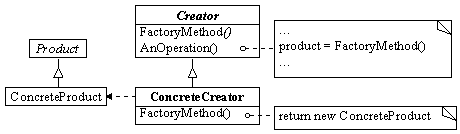 Creator
FactoryMethod()
AnOperation()
...
product = FactoryMethod()
...
Product
ConcreteProduct
ConcreteCreator
FactoryMethod()
return new ConcreteProduct